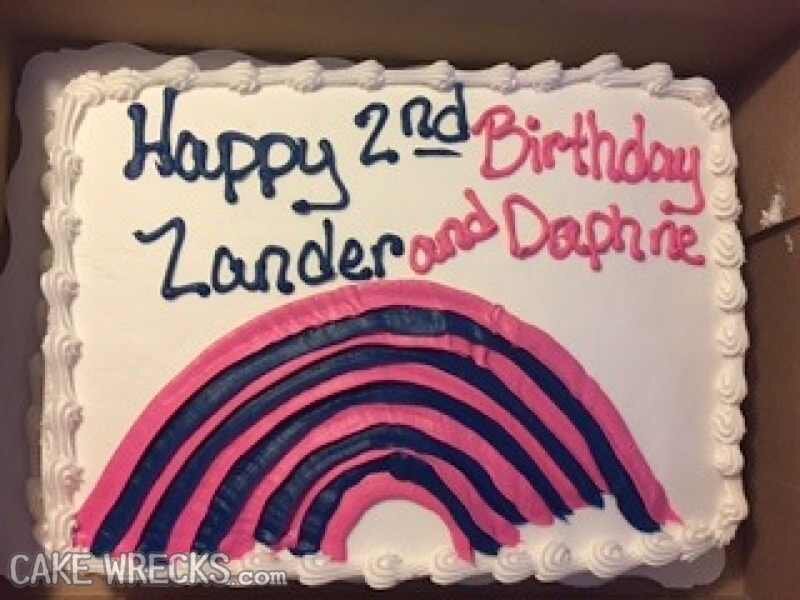 Happy 2nd Birthday
Zander and Daphne
CAKE WRECKS.com